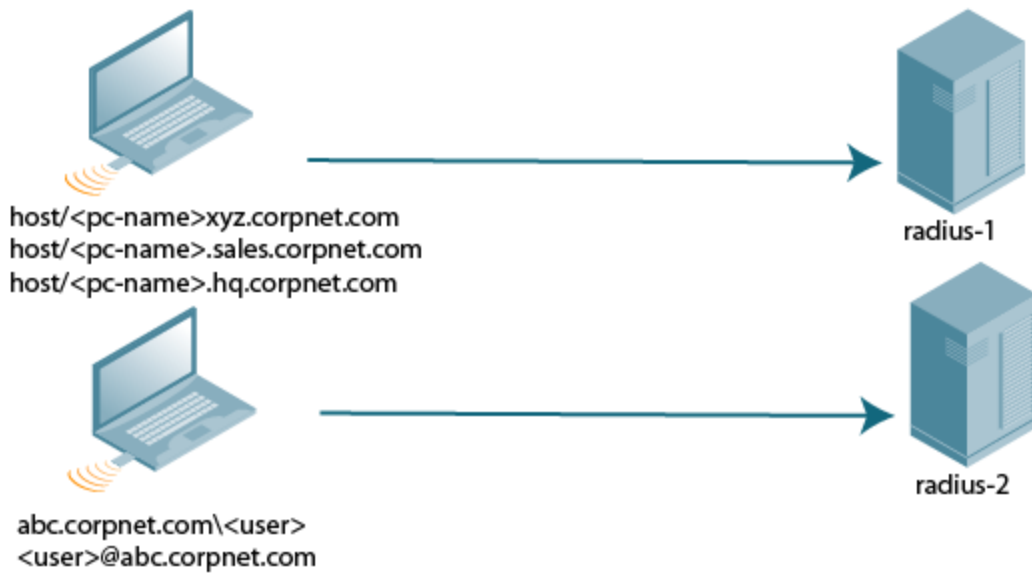 host/<pc-name>xyz.corpnet.com
host/<pc-name>.sales.corpnet.com
host/<pc-name>.hq.corpnet.com
radius-1
abc.corpnet.com\<user>
<user>@abc.corpnet.com
radius-2